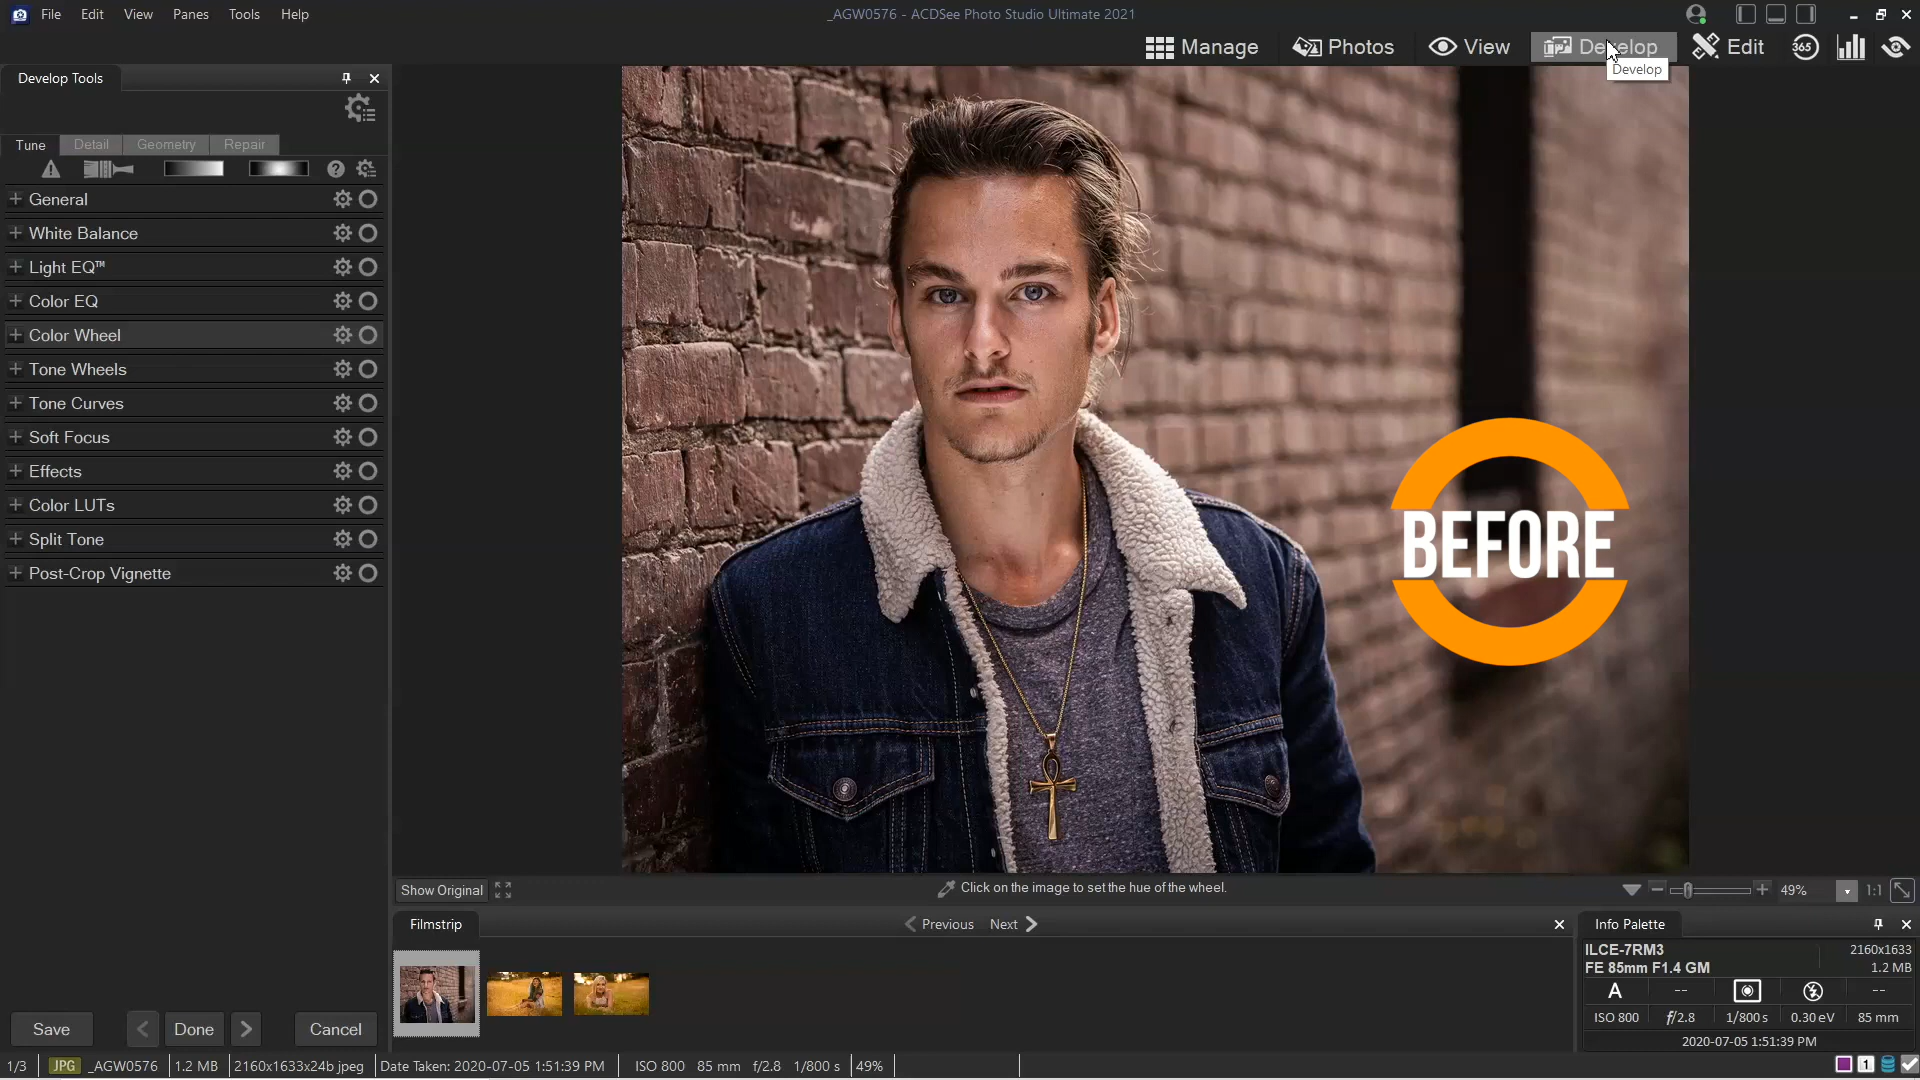 File Edit View Panes Tools Help
_AGW0576 - ACDSee Photo Studio Ultimate 2021
Manage Photos View Develop Edit 365
Develop
Develop Tools
Tune Detail Geometry Repair
General
White Balance
Light EQ™
Color EQ
Color Wheel
Tone Wheels
Tone Curves
Soft Focus
Effects
Color LUTs
Split Tone
Post-Crop Vignette
BEFORE
Show Original
Click on the image to set the hue of the wheel.
49% 1:1
Filmstrip
Previous Next
Info Palette
ILCE-7RM3 2160x1633
FE 85mm F1.4 GM 1.2 MB
A -- --
ISO 800 f/2.8 1/800 s 0.30 eV 85 mm
2020-07-05 1:51:39 PM
Save Done Cancel
1/3 JPG _AGW0576 1.2 MB 2160x1633x24b jpeg Date Taken: 2020-07-05 1:51:39 PM ISO 800 85 mm f/2.8 1/800 s 49% 1